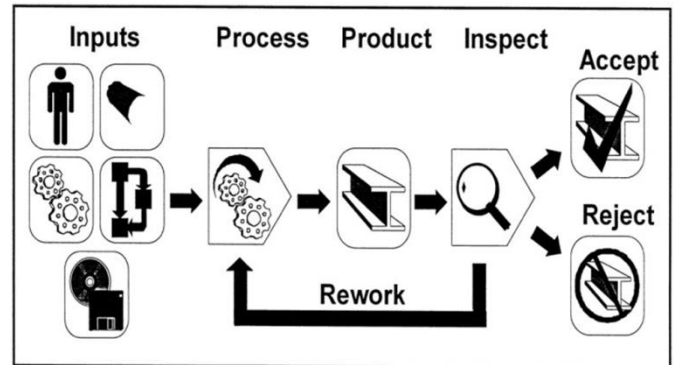 Inputs
Process
Product
Inspect
Accept
Reject
Rework